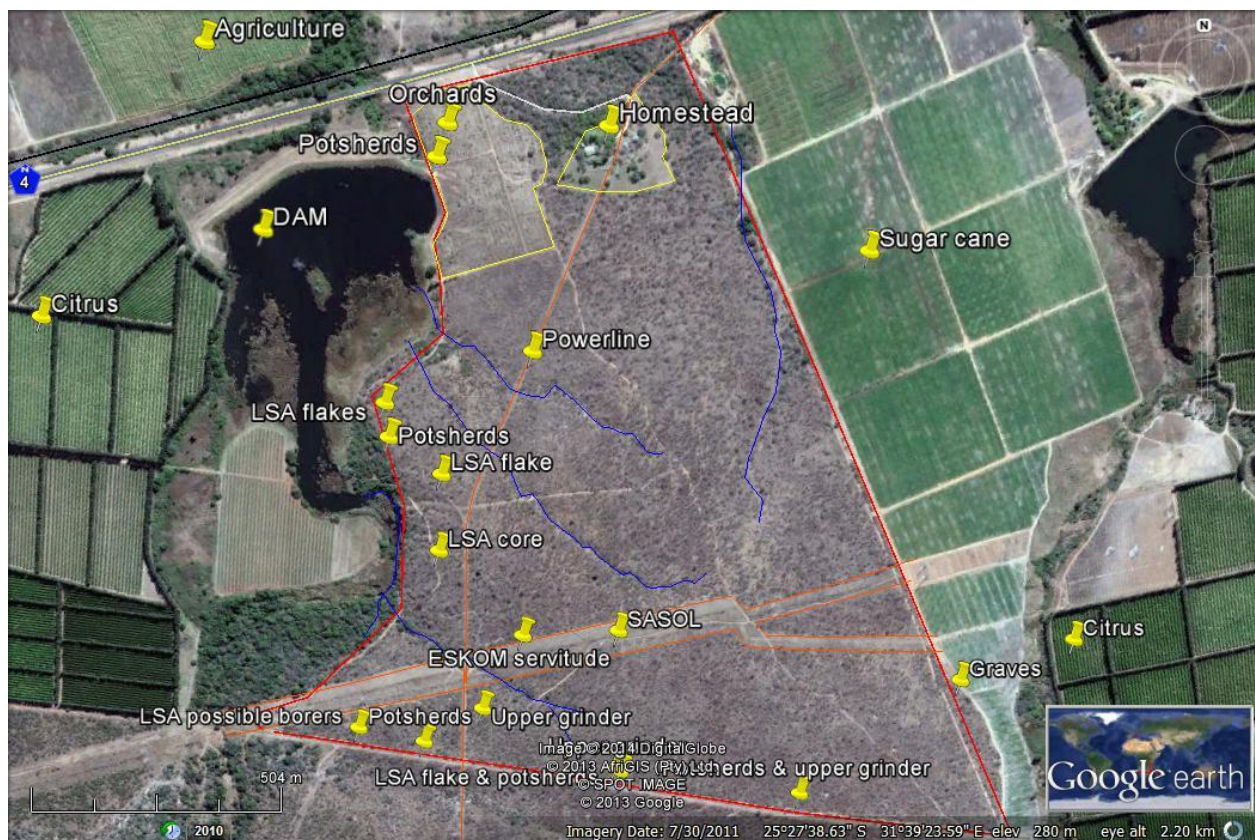 Agriculture
N
Orchards
Homestead
Potsherds
N
4
DAM
Sugar cane
Citrus
Powerline
LSA flakes
Potsherds
LSA flake
LSA core
SASOL
Citrus
ESKOM servitude
Graves
LSA possible borers
Potsherds
Upper grinder
Image © 2014 DigitalGlobe
© 2013 AfriGIS (Pty) Ltd.
LSA flake & potsherds
Potsherds & upper grinder
© SPOT IMAGE
© 2013 Google
504 m
Google earth
2010
Imagery Date: 7/30/2011 25°27'38.63" S 31°39'23.59" E elev 280 m eye alt 2.20 km